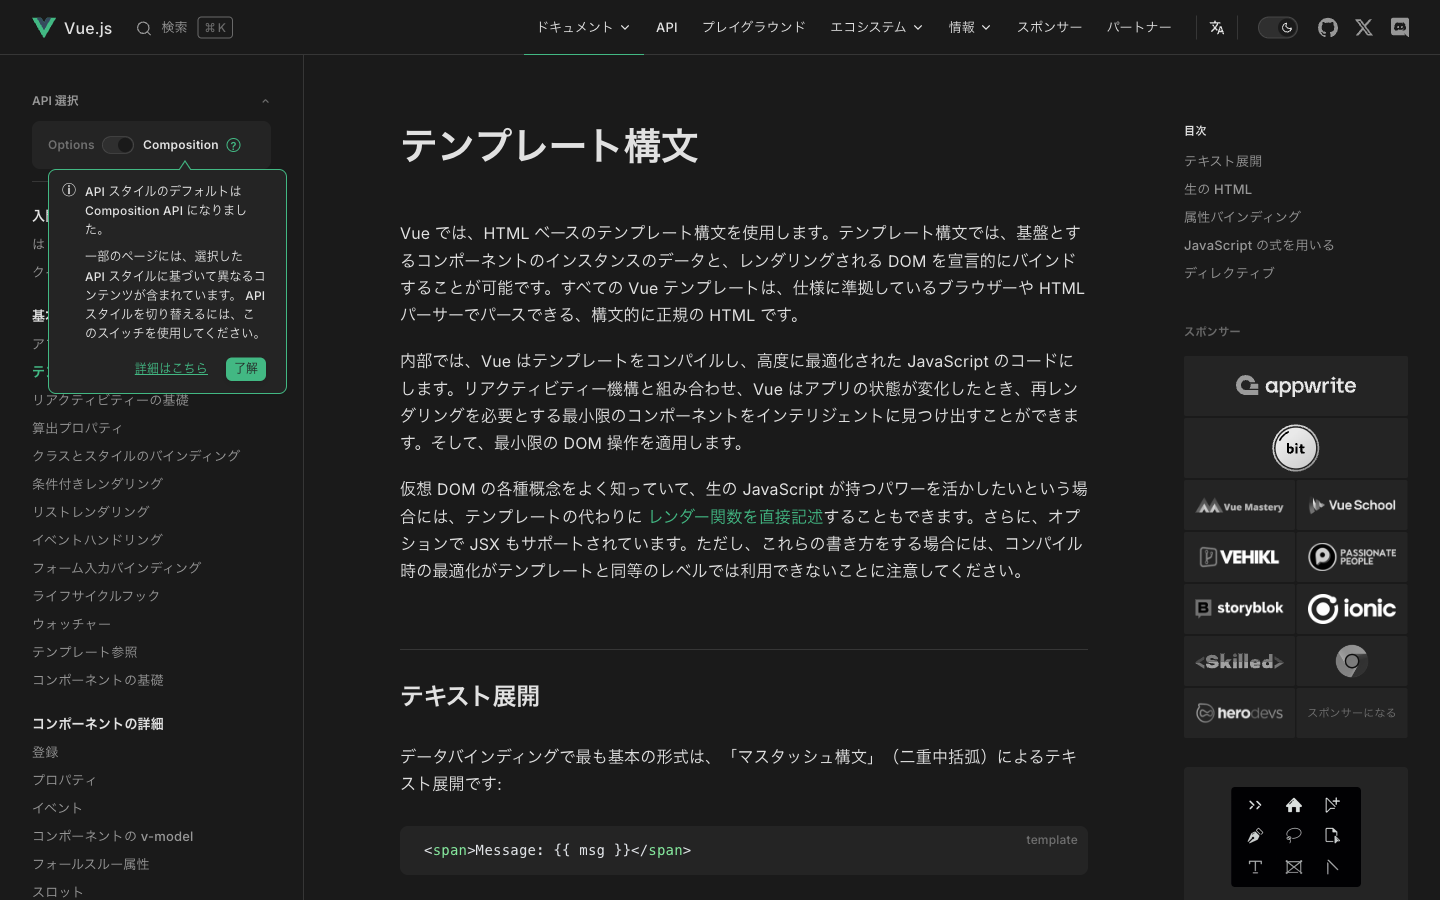 Vue.js
検索
⌘ K
ドキュメント
API
プレイグラウンド
エコシステム
情報
スポンサー
パートナー
API 選択
Options
Composition
?
API スタイルのデフォルトは
Composition API になりまし
た。
一部のページには、選択した
API スタイルに基づいて異なるコ
ンテンツが含まれています。 API
スタイルを切り替えるには、こ
のスイッチを使用してください。
詳細はこちら
了解
リアクティビティーの基礎
算出プロパティ
クラスとスタイルのバインディング
条件付きレンダリング
リストレンダリング
イベントハンドリング
フォーム入力バインディング
ライフサイクルフック
ウォッチャー
テンプレート参照
コンポーネントの基礎
コンポーネントの詳細
登録
プロパティ
イベント
コンポーネントの v-model
フォールスルー属性
スロット
テンプレート構文
Vue では、HTML ベースのテンプレート構文を使用します。テンプレート構文では、基盤とす
るコンポーネントのインスタンスのデータと、レンダリングされる DOM を宣言的にバインド
することが可能です。すべての Vue テンプレートは、仕様に準拠しているブラウザーや HTML
パーサーでパースできる、構文的に正規の HTML です。
内部では、Vue はテンプレートをコンパイルし、高度に最適化された JavaScript のコードに
します。リアクティビティー機構と組み合わせ、Vue はアプリの状態が変化したとき、再レン
ダリングを必要とする最小限のコンポーネントをインテリジェントに見つけ出すことができま
す。そして、最小限の DOM 操作を適用します。
仮想 DOM の各種概念をよく知っていて、生の JavaScript が持つパワーを活かしたいという場
合には、テンプレートの代わりに レンダー関数を直接記述することもできます。さらに、オプ
ションで JSX もサポートされています。ただし、これらの書き方をする場合には、コンパイル
時の最適化がテンプレートと同等のレベルでは利用できないことに注意してください。
テキスト展開
データバインディングで最も基本の形式は、「マスタッシュ構文」（二重中括弧）によるテキ
スト展開です:
template
<span>Message: {{ msg }}</span>
目次
テキスト展開
生の HTML
属性バインディング
JavaScript の式を用いる
ディレクティブ
スポンサー
appwrite
bit
Vue Mastery
Vue School
VEHIKL
PASSIONATE
PEOPLE
storyblok
ionic
<Skilled>
herodevs
スポンサーになる